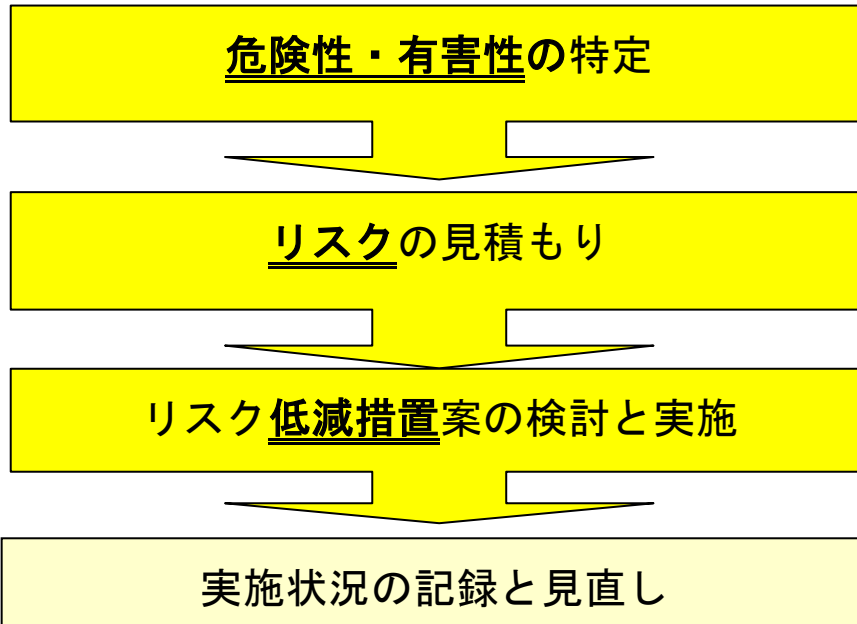 危険性・有害性の特定
リスクの見積もり
リスク低減措置案の検討と実施
実施状況の記録と見直し